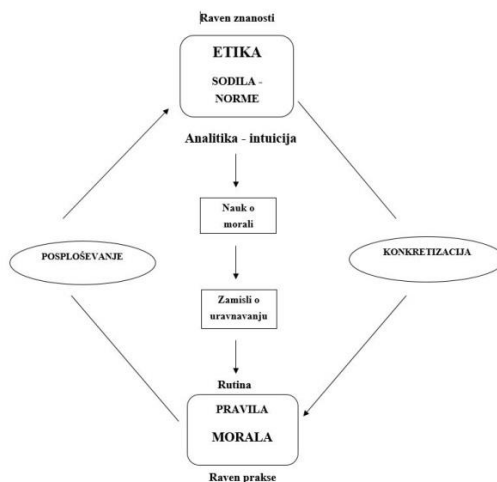 Raven znanosti
ETIKA
SODILA -
NORME
Analitika - intuicija
Nauk o
morali
POSPLOŠEVANJE
KONKRETIZACIJA
Zamisli o
uravnavanju
Rutina
PRAVILA
MORALA
Raven prakse